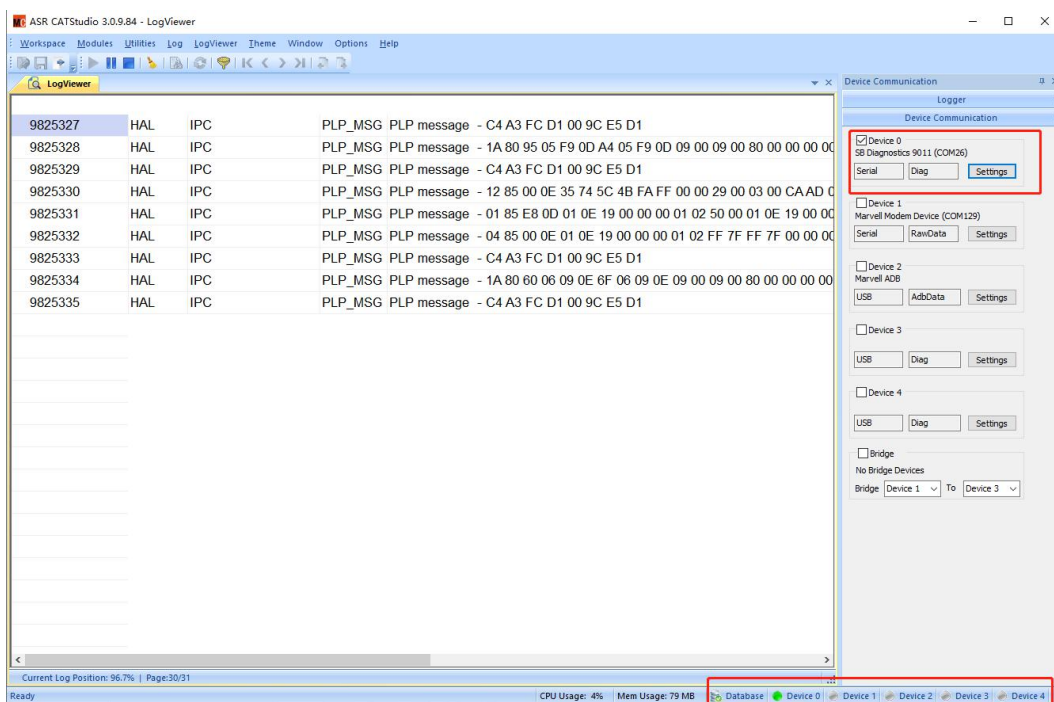 ASR CATStudio 3.0.9.84 - LogViewer
Workspace Modules Utilities Log LogViewer Theme Window Options Help
LogViewer
9825327 HAL IPC PLP_MSG PLP message - C4 A3 FC D1 00 9C E5 D1
9825328 HAL IPC PLP_MSG PLP message - 1A 80 95 05 F9 0D A4 05 F9 0D 09 00 09 00 80 00 00 00 00
9825329 HAL IPC PLP_MSG PLP message - C4 A3 FC D1 00 9C E5 D1
9825330 HAL IPC PLP_MSG PLP message - 12 85 00 0E 35 74 5C 4B FA FF 00 00 29 00 03 00 CA AD
9825331 HAL IPC PLP_MSG PLP message - 01 85 E8 0D 01 0E 19 00 00 00 01 02 50 00 01 0E 19 00 00
9825332 HAL IPC PLP_MSG PLP message - 04 85 00 0E 01 0E 19 00 00 00 01 02 FF 7F FF 7F 00 00 00
9825333 HAL IPC PLP_MSG PLP message - C4 A3 FC D1 00 9C E5 D1
9825334 HAL IPC PLP_MSG PLP message - 1A 80 60 06 09 0E 6F 06 09 0E 09 00 09 00 80 00 00 00 00
9825335 HAL IPC PLP_MSG PLP message - C4 A3 FC D1 00 9C E5 D1
Current Log Position: 96.7% | Page:30/31
Device Communication
Logger
Device Communication
Device 0
SB Diagnostics 9011 (COM26)
Serial Diag Settings
Device 1
Marvell Modem Device (COM129)
Serial RawData Settings
Device 2
Marvell ADB
USB AdbData Settings
Device 3
USB Diag Settings
Device 4
USB Diag Settings
Bridge
No Bridge Devices
Bridge Device 1 To Device 3
Ready CPU Usage: 4% Mem Usage: 79 MB Database Device 0 Device 1 Device 2 Device 3 Device 4